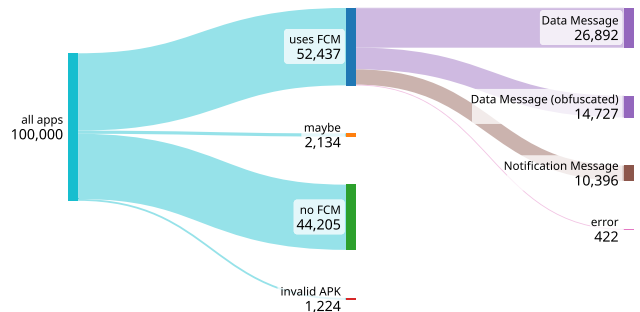 all apps
100,000
uses FCM
52,437
maybe
2,134
no FCM
44,205
invalid APK
1,224
Data Message
26,892
Data Message (obfuscated)
14,727
Notification Message
10,396
error
422